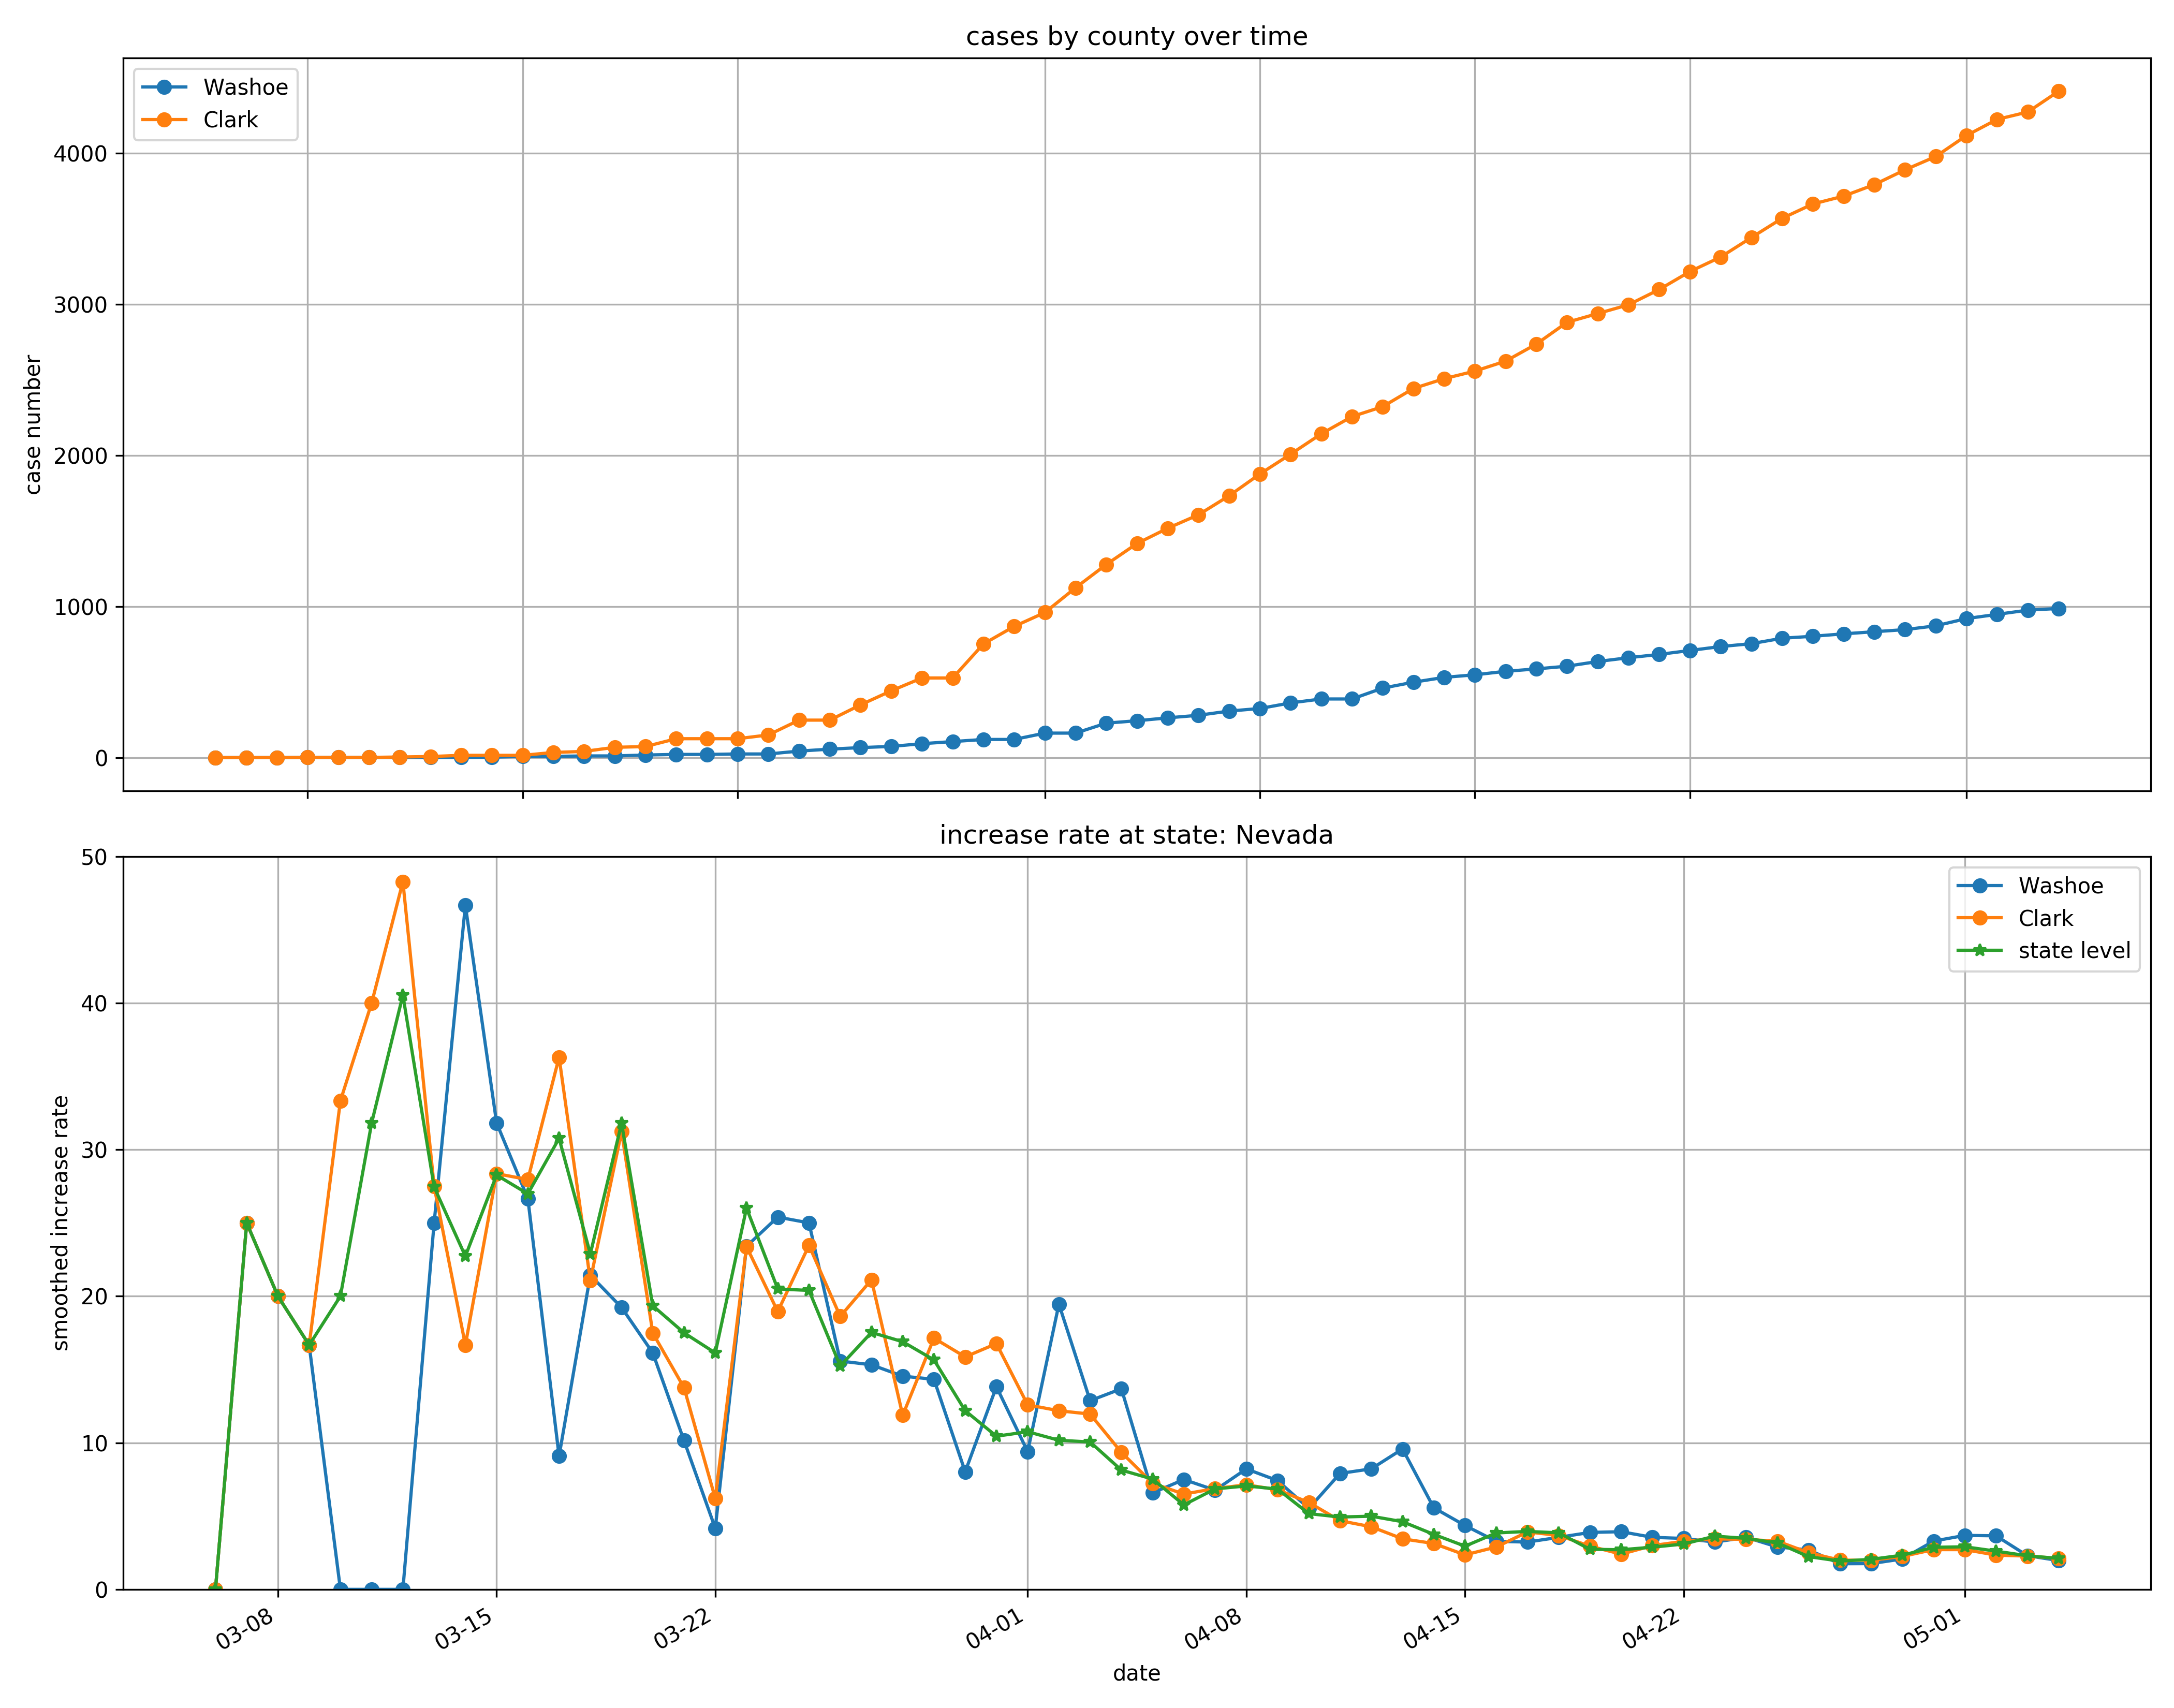 cases by county over time
Washoe
Clark
4000
3000
2000
1000
0
case number
increase rate at state: Nevada
Washoe
Clark
state level
50
40
30
20
10
0
smoothed increase rate
03-08
03-15
03-22
04-01
04-08
04-15
04-22
05-01
date